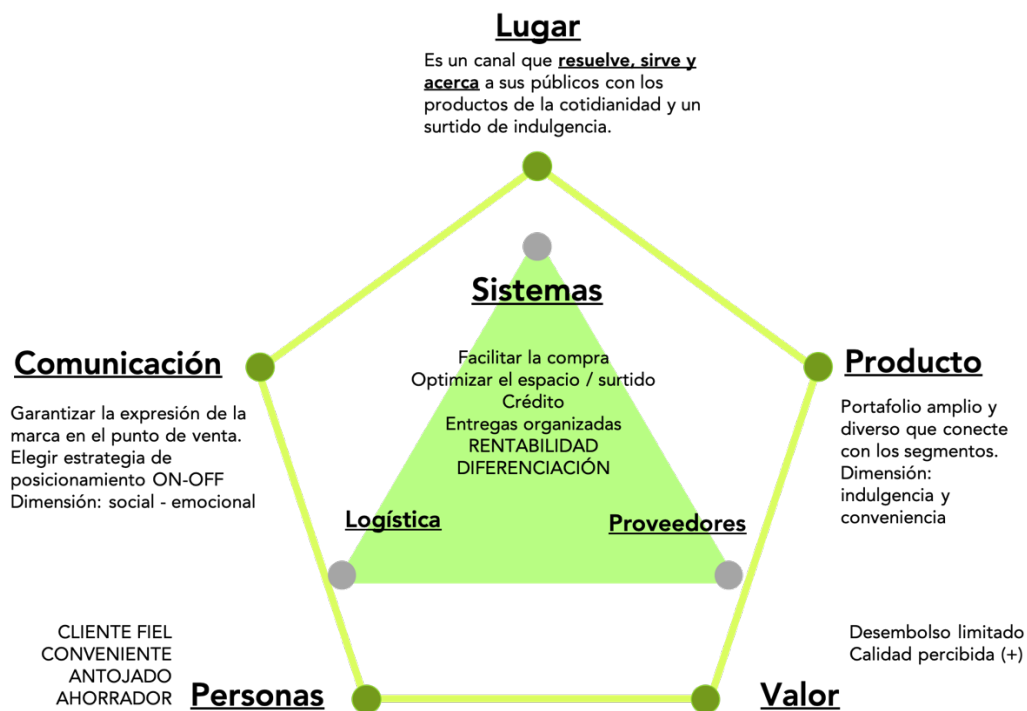 Lugar
Es un canal que resuelve, sirve y
acerca a sus públicos con los
productos de la cotidianidad y un
surtido de indulgencia.
Sistemas
Facilitar la compra
Optimizar el espacio / surtido
Crédito
Entregas organizadas
RENTABILIDAD
DIFERENCIACIÓN
Logística
Proveedores
Comunicación
Garantizar la expresión de la
marca en el punto de venta.
Elegir estrategia de
posicionamiento ON-OFF
Dimensión: social - emocional
Producto
Portafolio amplio y
diverso que conecte
con los segmentos.
Dimensión:
indulgencia y
conveniencia
CLIENTE FIEL
CONVENIENTE
ANTOJADO
AHORRADOR
Personas
Desembolso limitado
Calidad percibida (+)
Valor